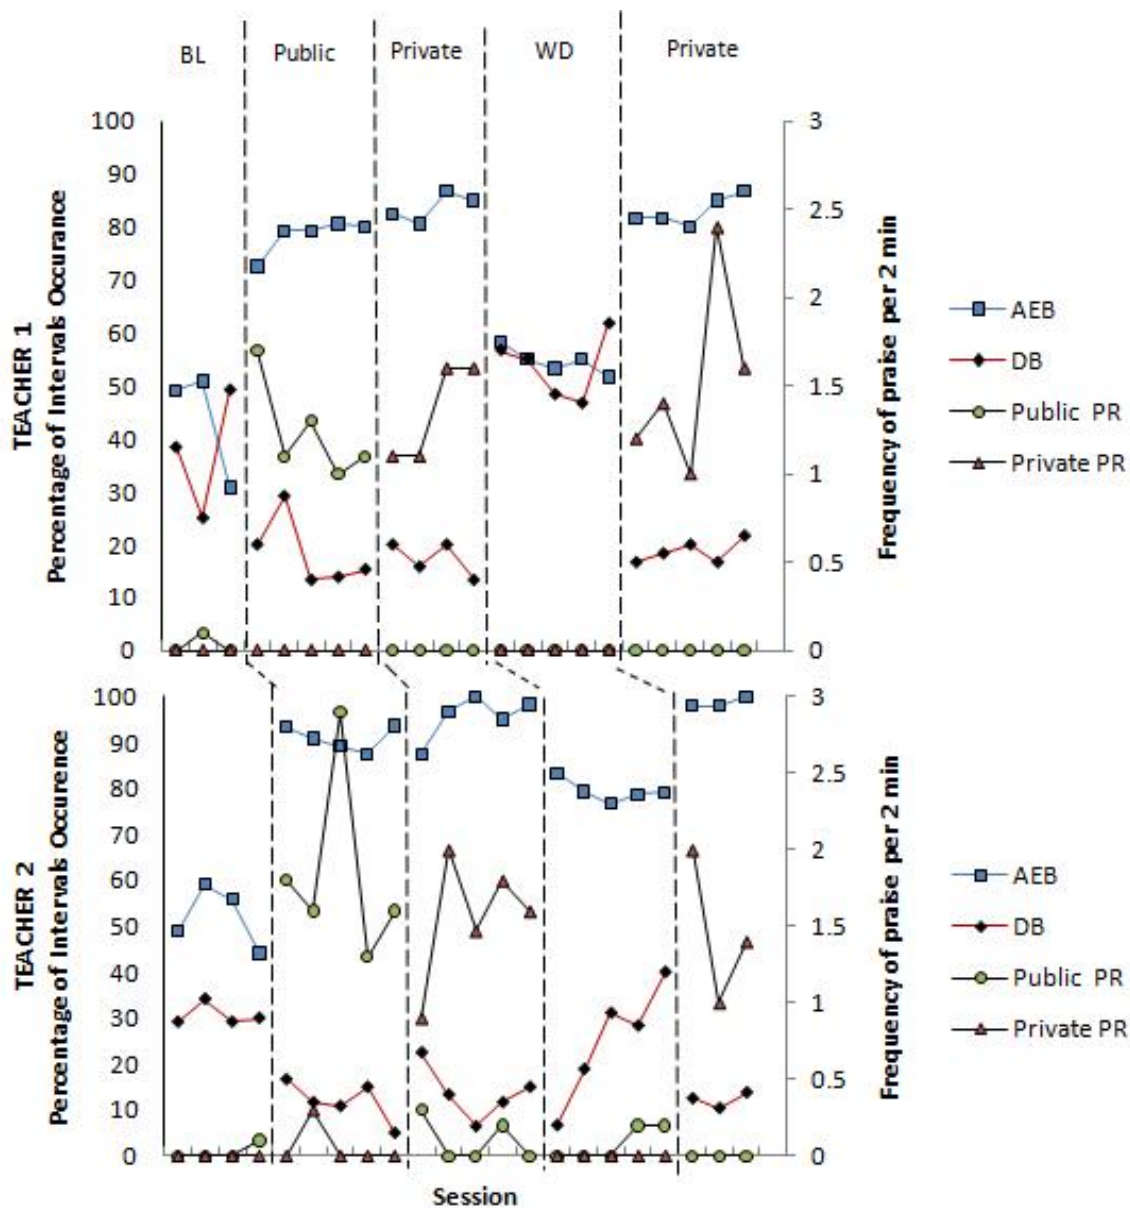 BL Public Private WD Private
TEACHER 1
Percentage of Intervals Occurance
100
90
80
70
60
50
40
30
20
10
0
3
2.5
2
1.5
1
0.5
0
Frequency of praise per 2 min
AEB
DB
Public PR
Private PR
TEACHER 2
Percentage of Intervals Occurence
100
90
80
70
60
50
40
30
20
10
0
3
2.5
2
1.5
1
0.5
0
Frequency of praise per 2 min
AEB
DB
Public PR
Private PR
Session